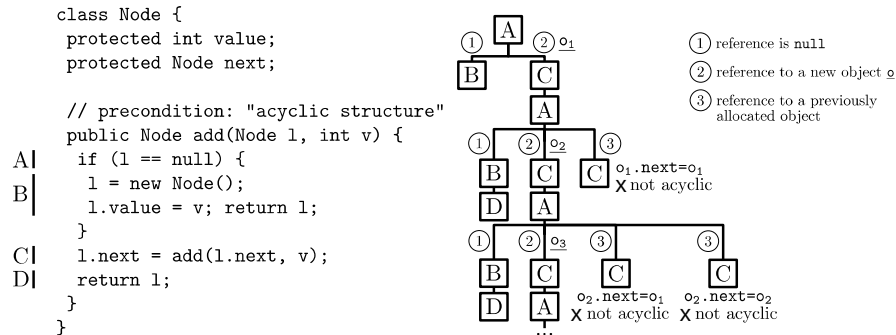 class Node {
protected int value;
protected Node next;
// precondition: "acyclic structure"
public Node add(Node l, int v) {
A if (l == null) {
B l = new Node();
l.value = v; return l;
}
C l.next = add(l.next, v);
D return l;
}
}
A
1 2 o₁
B C
A
1 2 o₂ 3
B C C o₁.next=o₁
X not acyclic
D A
1 2 o₃ 3 3
B C C C
o₂.next=o₁ o₂.next=o₂
D A X not acyclic X not acyclic
...
1 reference is null
2 reference to a new object o
3 reference to a previously
allocated object